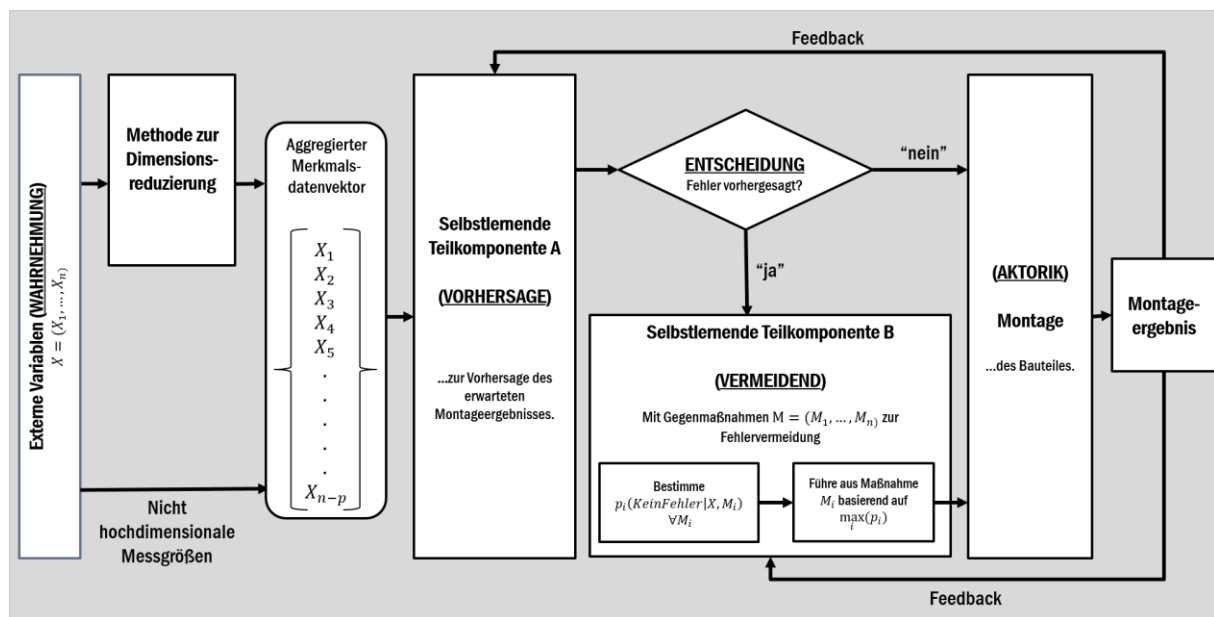 Feedback
Externe Variablen (WAHRNEHMUNG)
X = (X₁, …, Xₙ)
Methode zur
Dimensions-
reduzierung
Aggregierter
Merkmals-
datenvektor
X₁
X₂
X₃
X₄
X₅
.
.
.
.
.
Xₙ₋ₚ
Nicht
hochdimensionale
Messgrößen
Selbstlernende
Teilkomponente A
(VORHERSAGE)
...zur Vorhersage des
erwarteten
Montageergebnisses.
ENTSCHEIDUNG
Fehler vorhergesagt?
“nein”
“ja”
Selbstlernende Teilkomponente B
(VERMEIDEND)
Mit Gegenmaßnahmen M = (M₁, … , Mₙ) zur
Fehlervermeidung
Bestimme
pᵢ(KeinFehler|X, Mᵢ)
∀Mᵢ
Führe aus Maßnahme
Mᵢ basierend auf
max(pᵢ)
i
(AKTORIK)
Montage
...des Bauteiles.
Montage-
ergebnis
Feedback